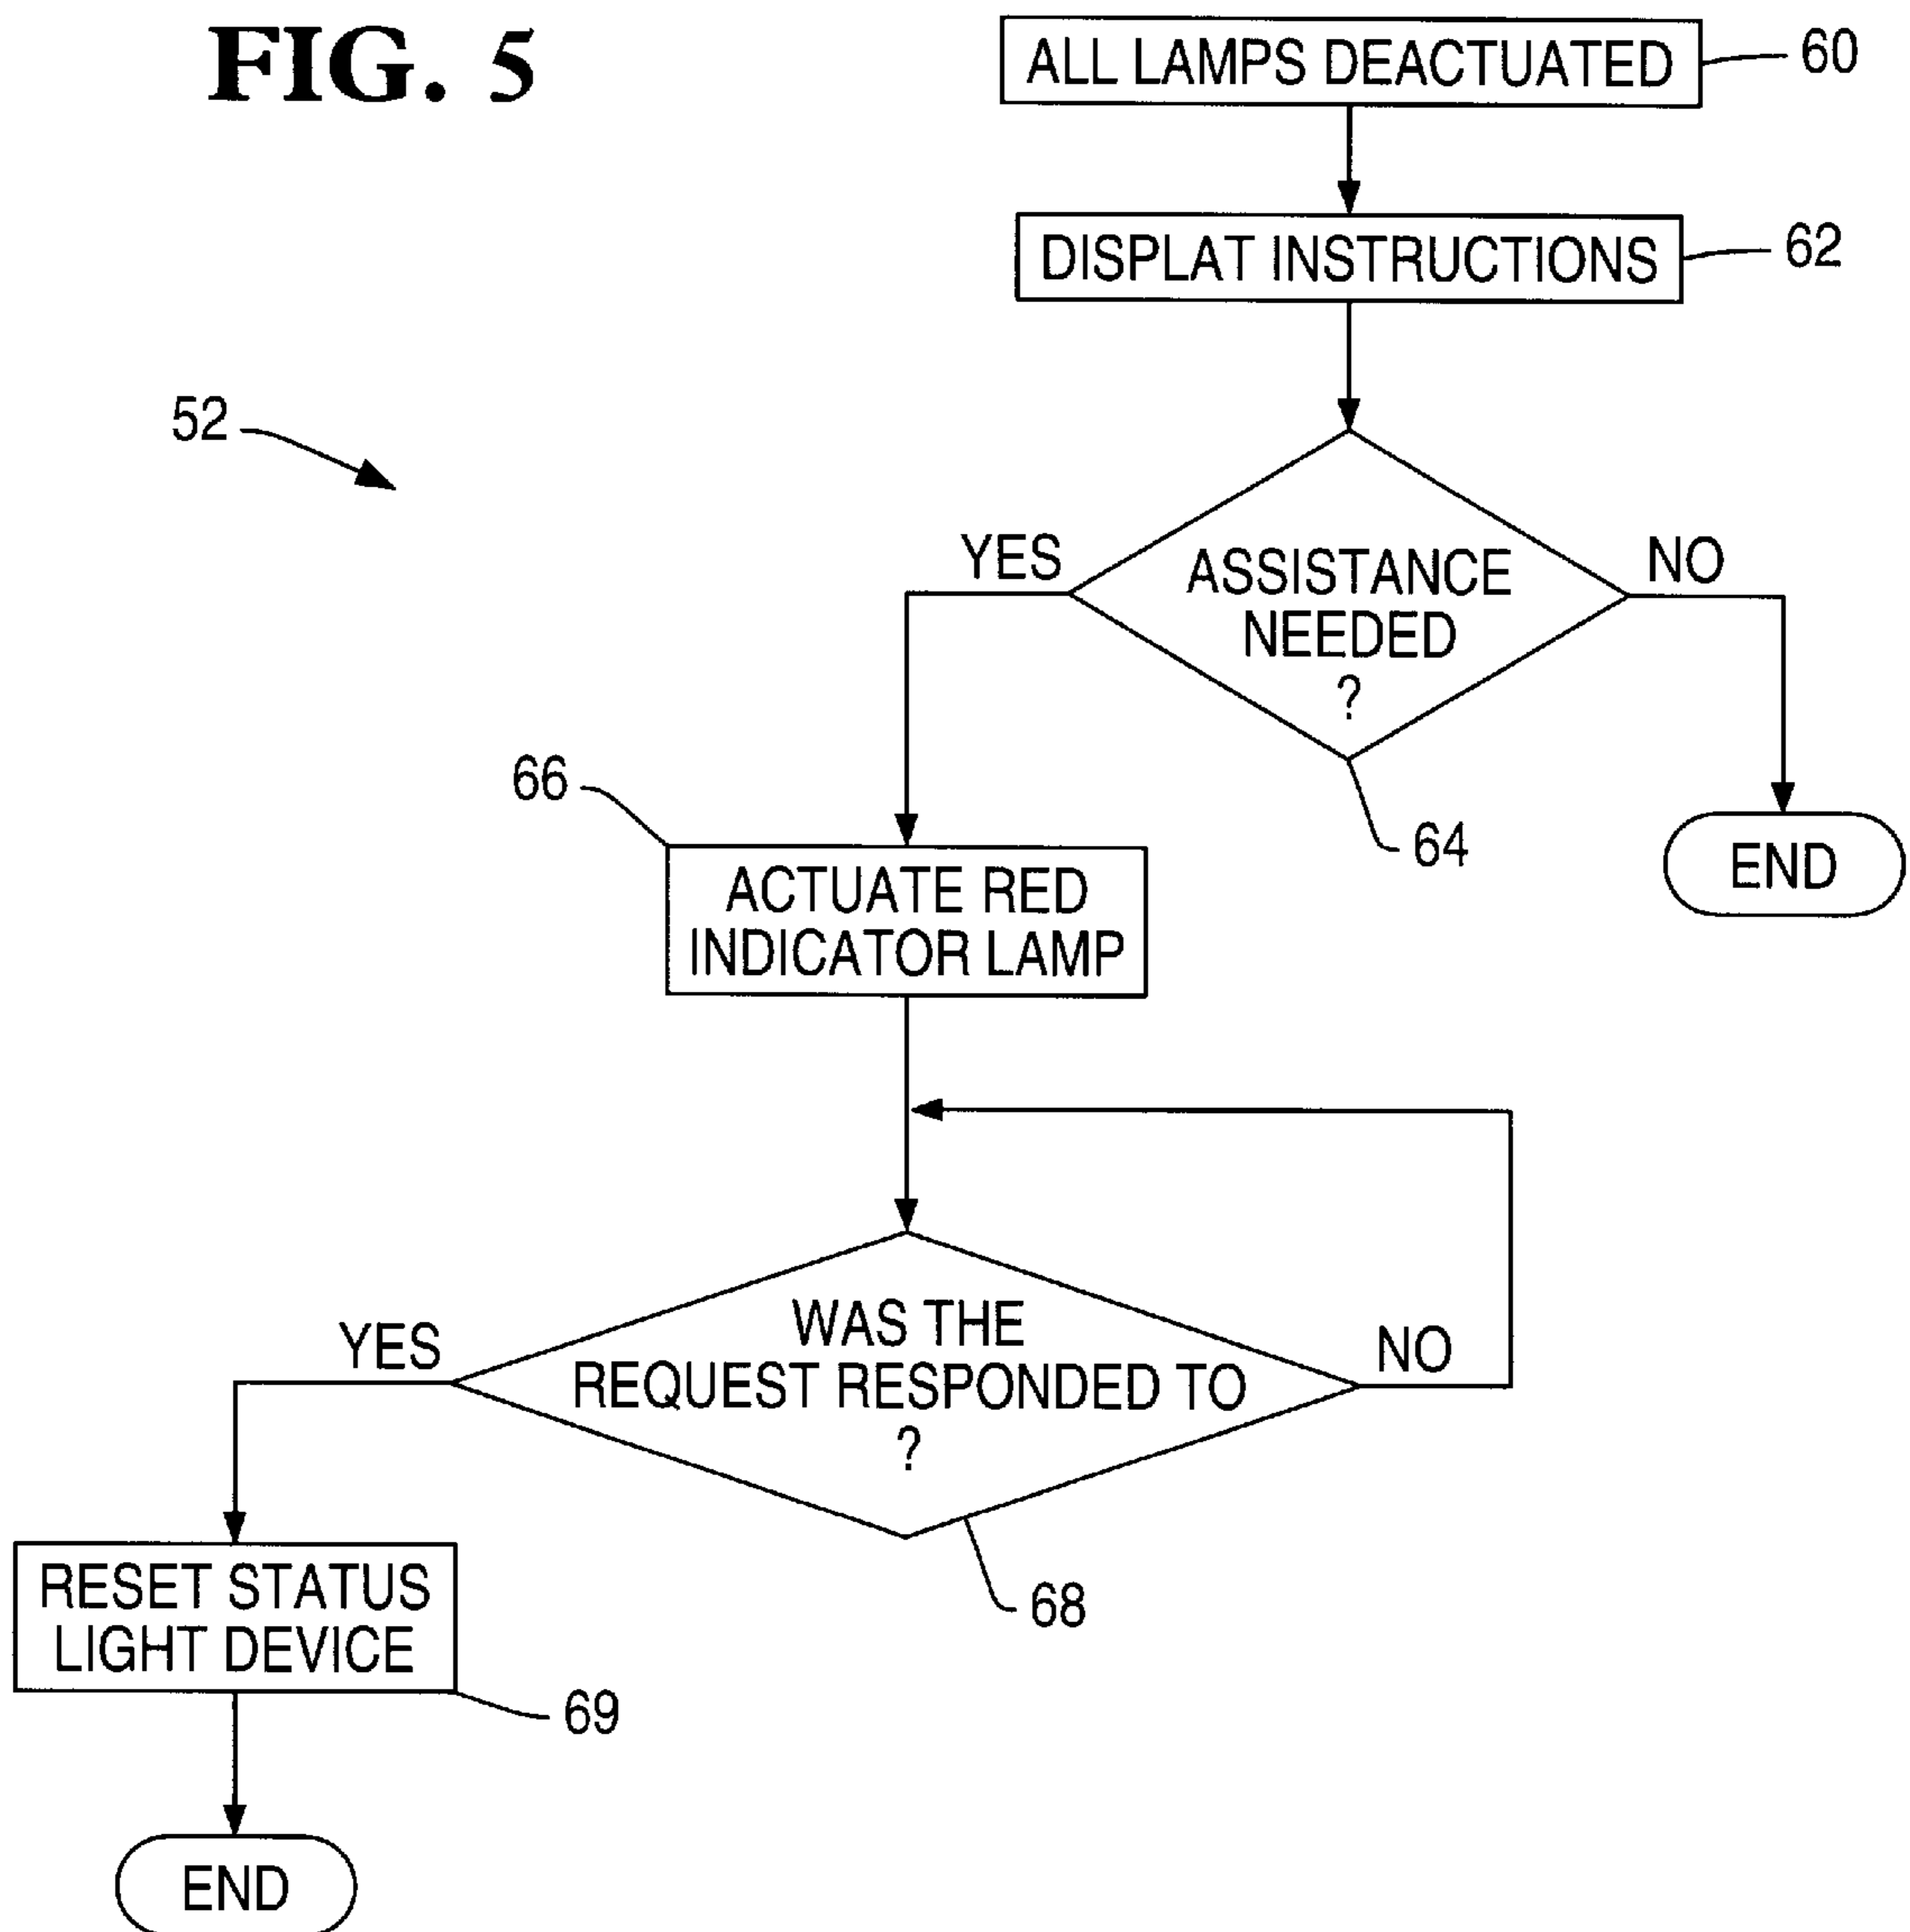 FIG. 5
ALL LAMPS DEACTUATED
60
DISPLAT INSTRUCTIONS
62
52
YES
ASSISTANCE
NEEDED
?
NO
66
64
END
ACTUATE RED
INDICATOR LAMP
YES
WAS THE
REQUEST RESPONDED TO
?
NO
RESET STATUS
LIGHT DEVICE
68
69
END